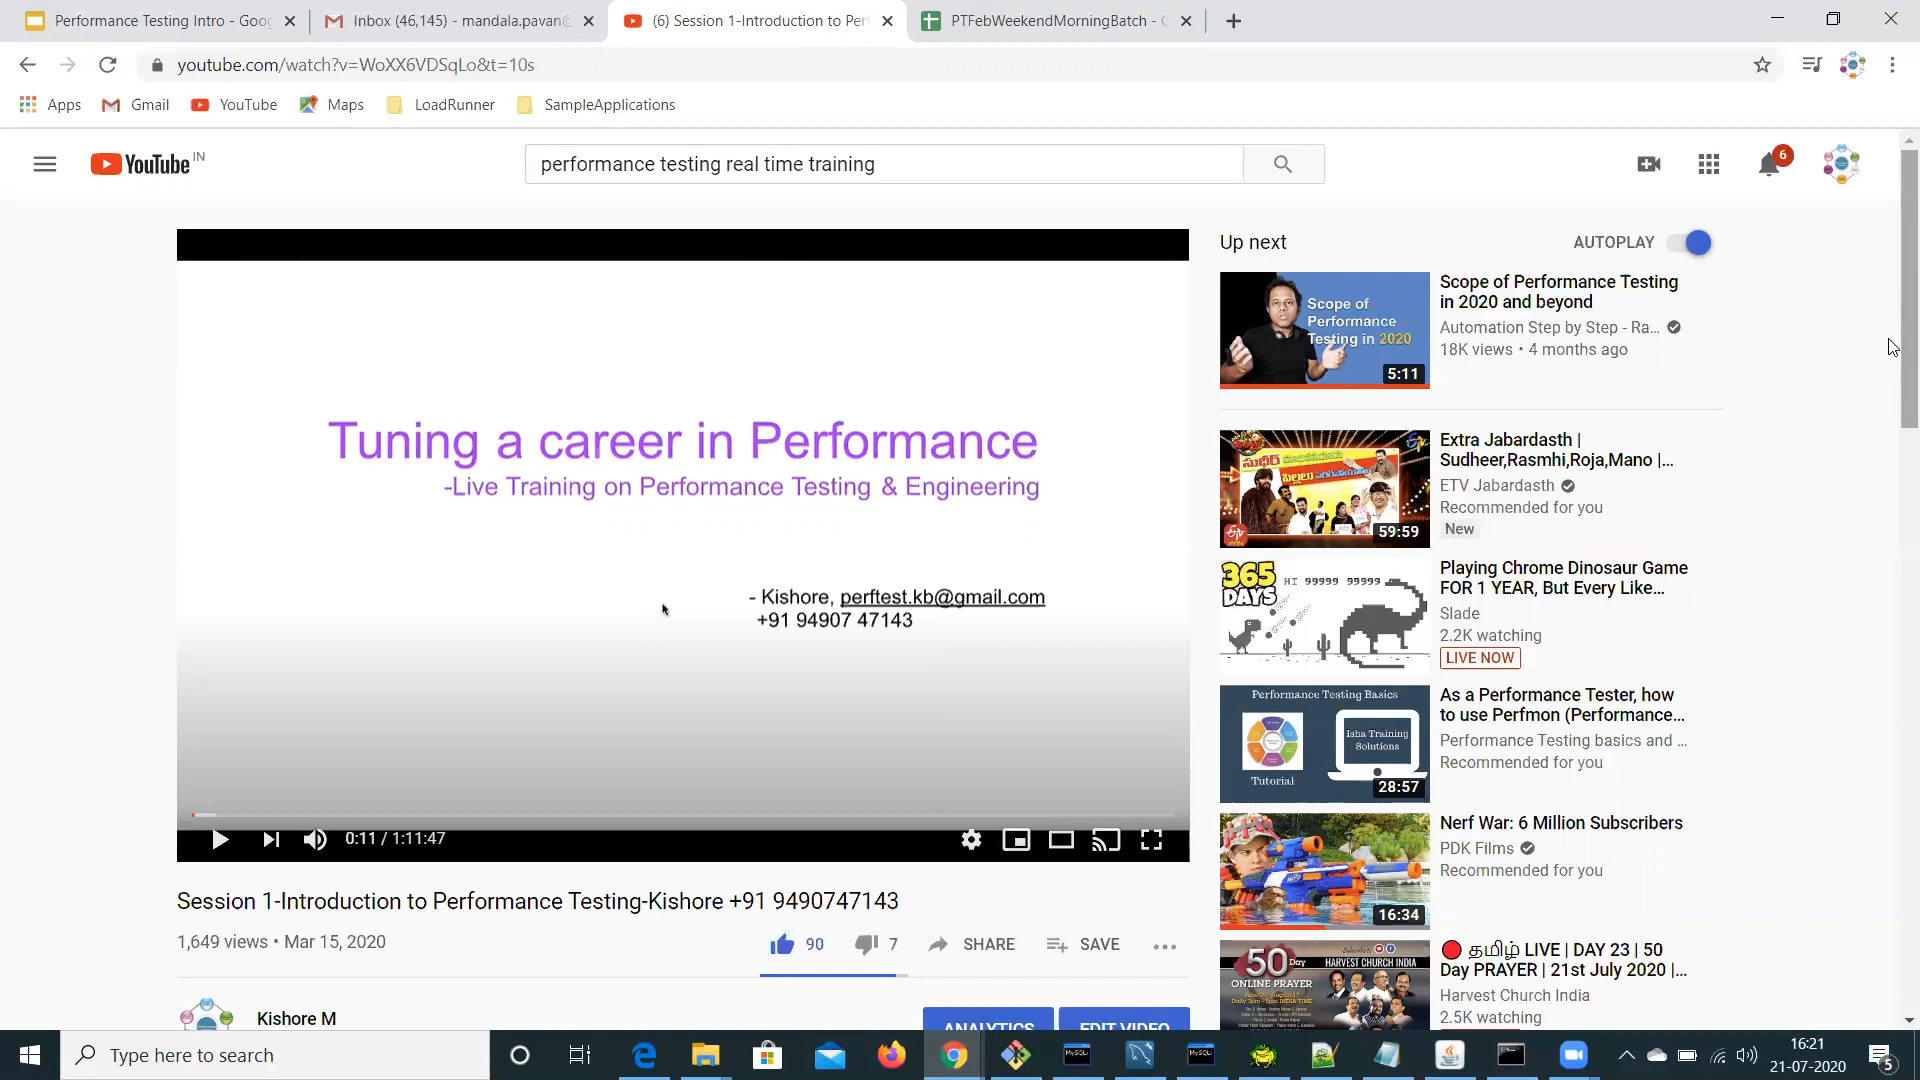 Performance Testing Intro - Goog
Inbox (46,145) - mandala.pavan@
(6) Session 1-Introduction to Per
PTFebWeekendMorningBatch - G
youtube.com/watch?v=WoXX6VDSqLo&t=10s
Apps
Gmail
YouTube
Maps
LoadRunner
SampleApplications
YouTube IN
performance testing real time training
6
Tuning a career in Performance
-Live Training on Performance Testing & Engineering
- Kishore, perftest.kb@gmail.com
+91 94907 47143
0:11 / 1:11:47
Session 1-Introduction to Performance Testing-Kishore +91 9490747143
1,649 views • Mar 15, 2020
90
7
SHARE
SAVE
Kishore M
ANALYTICS
EDIT VIDEO
Up next
AUTOPLAY
Scope of
Performance
Testing in 2020
5:11
Scope of Performance Testing
in 2020 and beyond
Automation Step by Step - Ra...
18K views • 4 months ago
59:59
Extra Jabardasth |
Sudheer,Rasmhi,Roja,Mano |...
ETV Jabardasth
Recommended for you
New
365
DAYS
HI 99999 99999
Playing Chrome Dinosaur Game
FOR 1 YEAR, But Every Like...
Slade
2.2K watching
LIVE NOW
Performance Testing Basics
Isha Training
Solutions
Tutorial
28:57
As a Performance Tester, how
to use Perfmon (Performance...
Performance Testing basics and ...
Recommended for you
16:34
Nerf War: 6 Million Subscribers
PDK Films
Recommended for you
50 Day
ONLINE PRAYER
HARVEST CHURCH INDIA
தமிழ் LIVE | DAY 23 | 50
Day PRAYER | 21st July 2020 |...
Harvest Church India
2.5K watching
Type here to search
16:21
21-07-2020
5